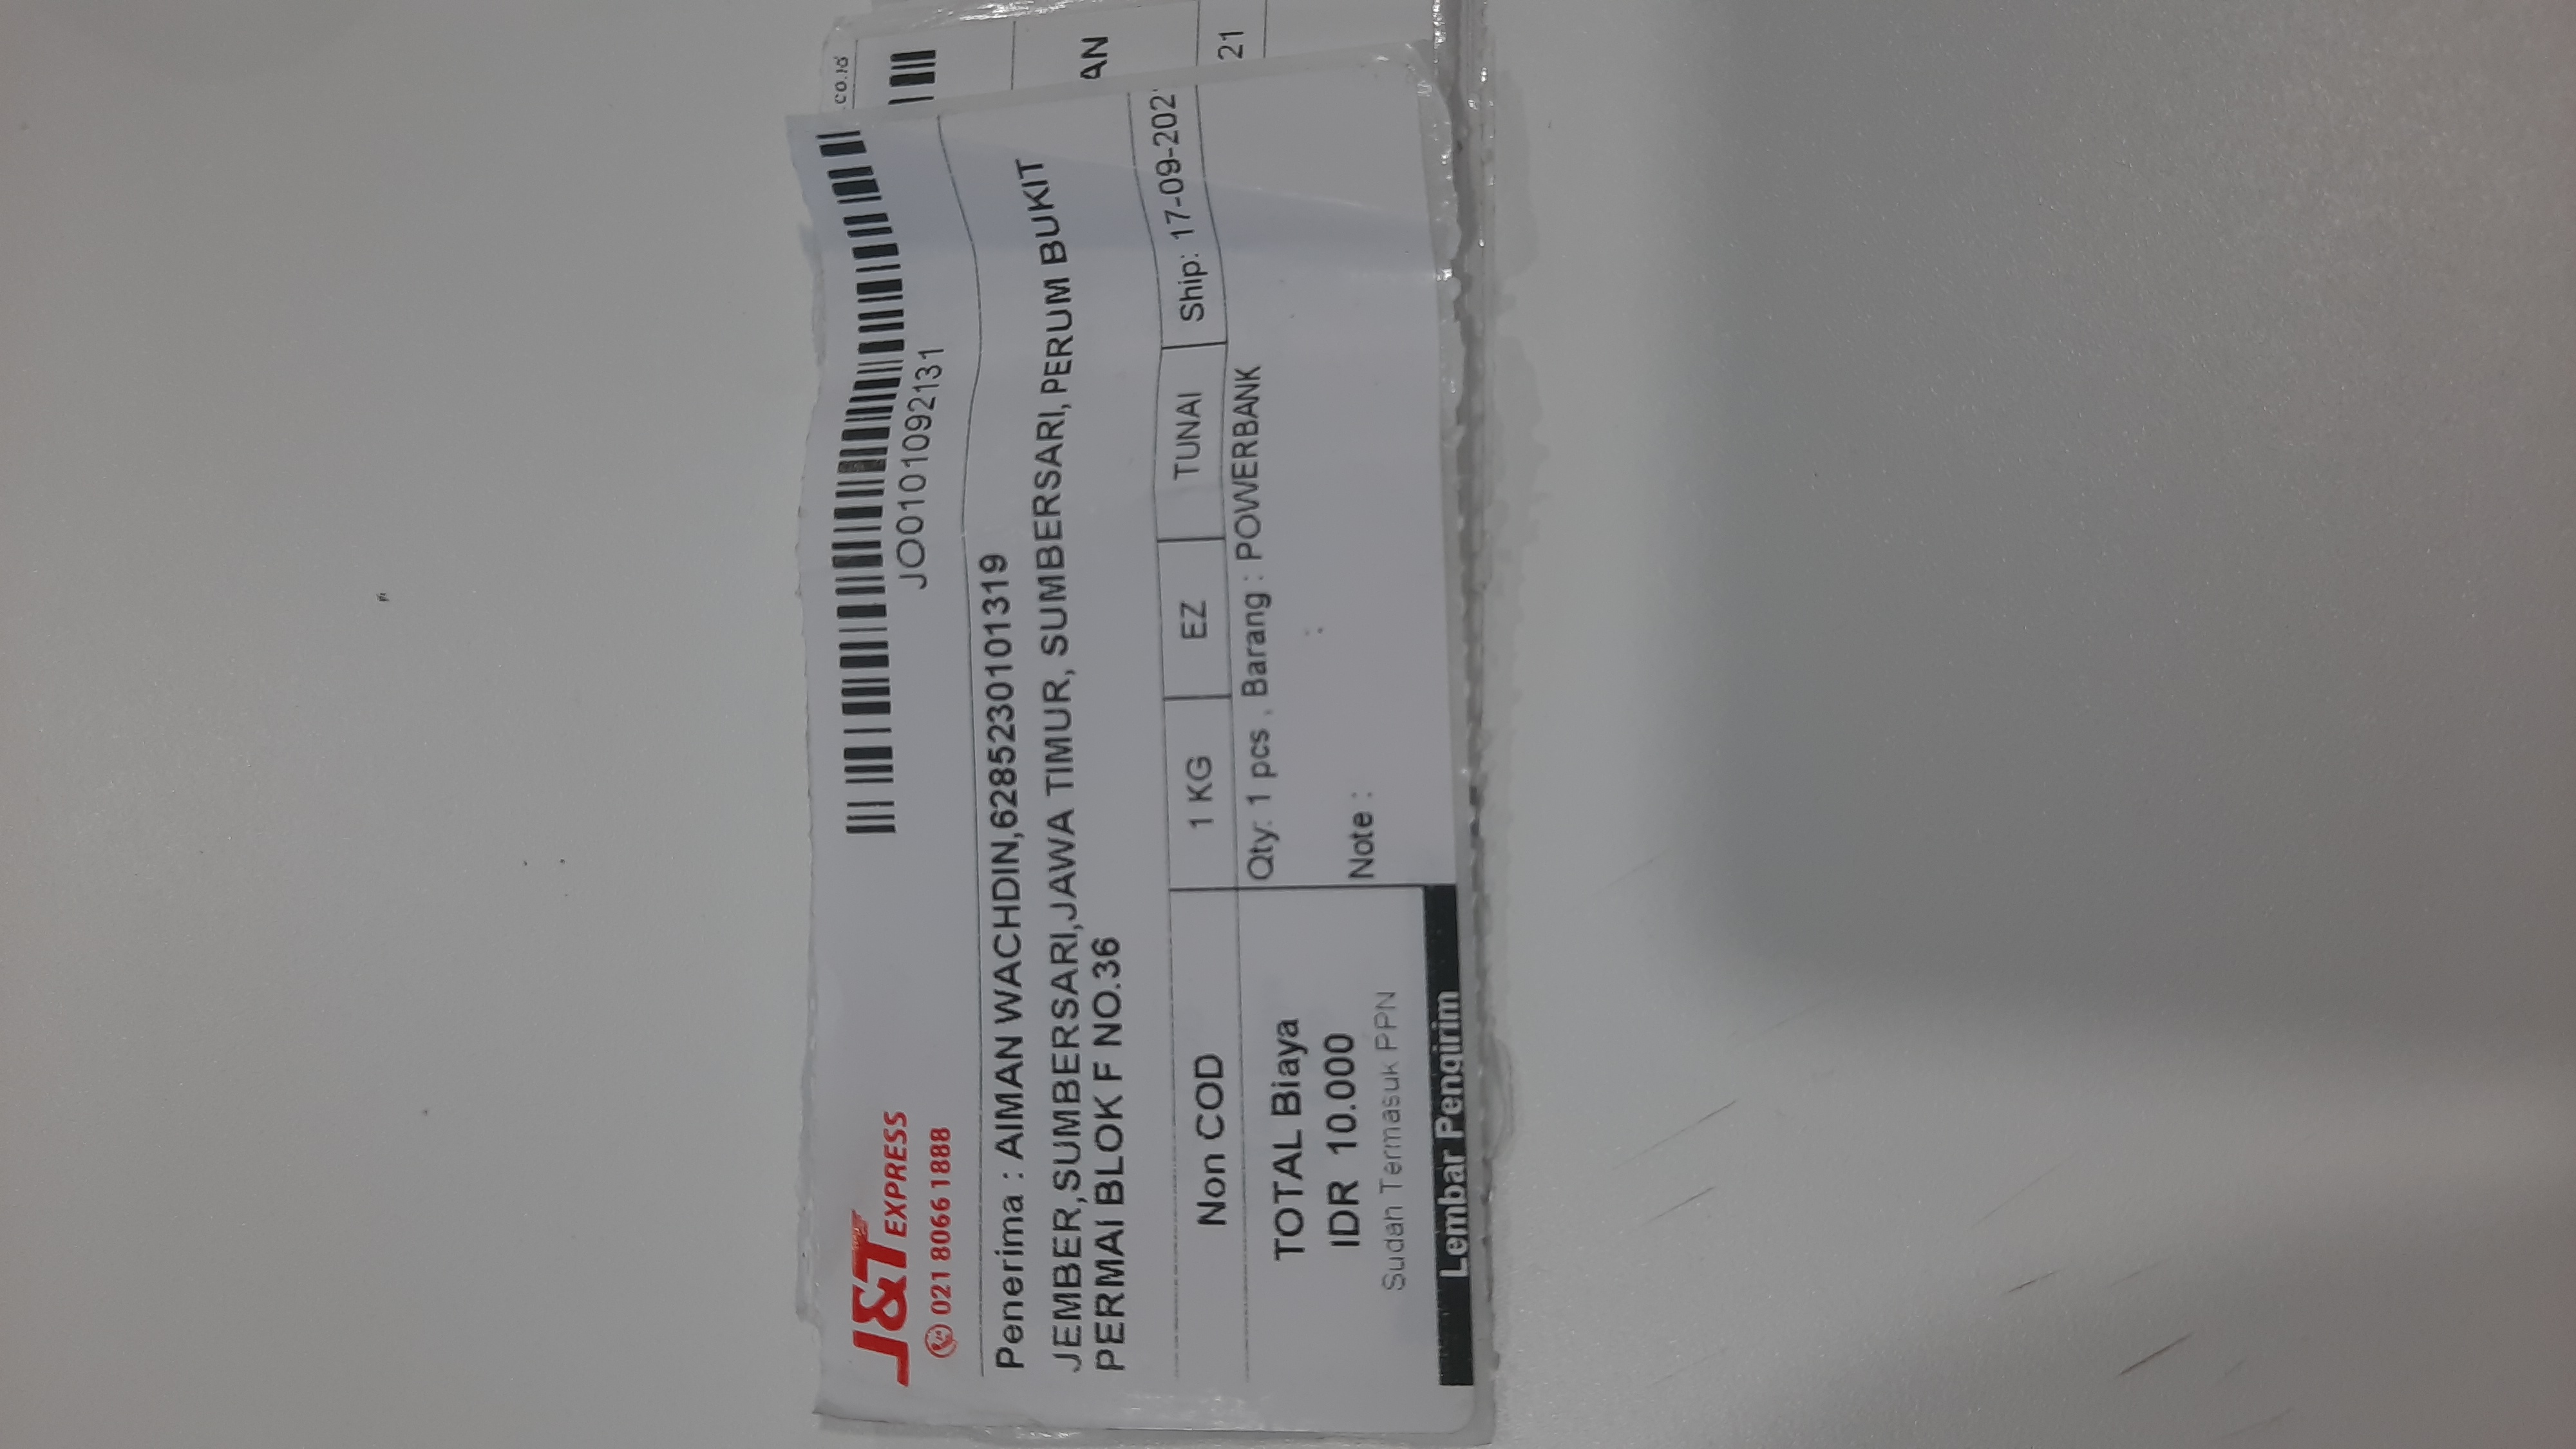 J&T EXPRESS
021 8066 1888
JO0101092131
Penerima : AIMAN WACHDIN,6285230101319
JEMBER,SUMBERSARI,JAWA TIMUR, SUMBERSARI, PERUM BUKIT
PERMAI BLOK F NO.36
Non COD
1 KG
EZ
TUNAI
Ship: 17-09-202
TOTAL Biaya
IDR 10.000
Sudah Termasuk PPN
Lembar Pengirim
Qty: 1 pcs , Barang : POWERBANK
:
Note :
.co.id
AN
21